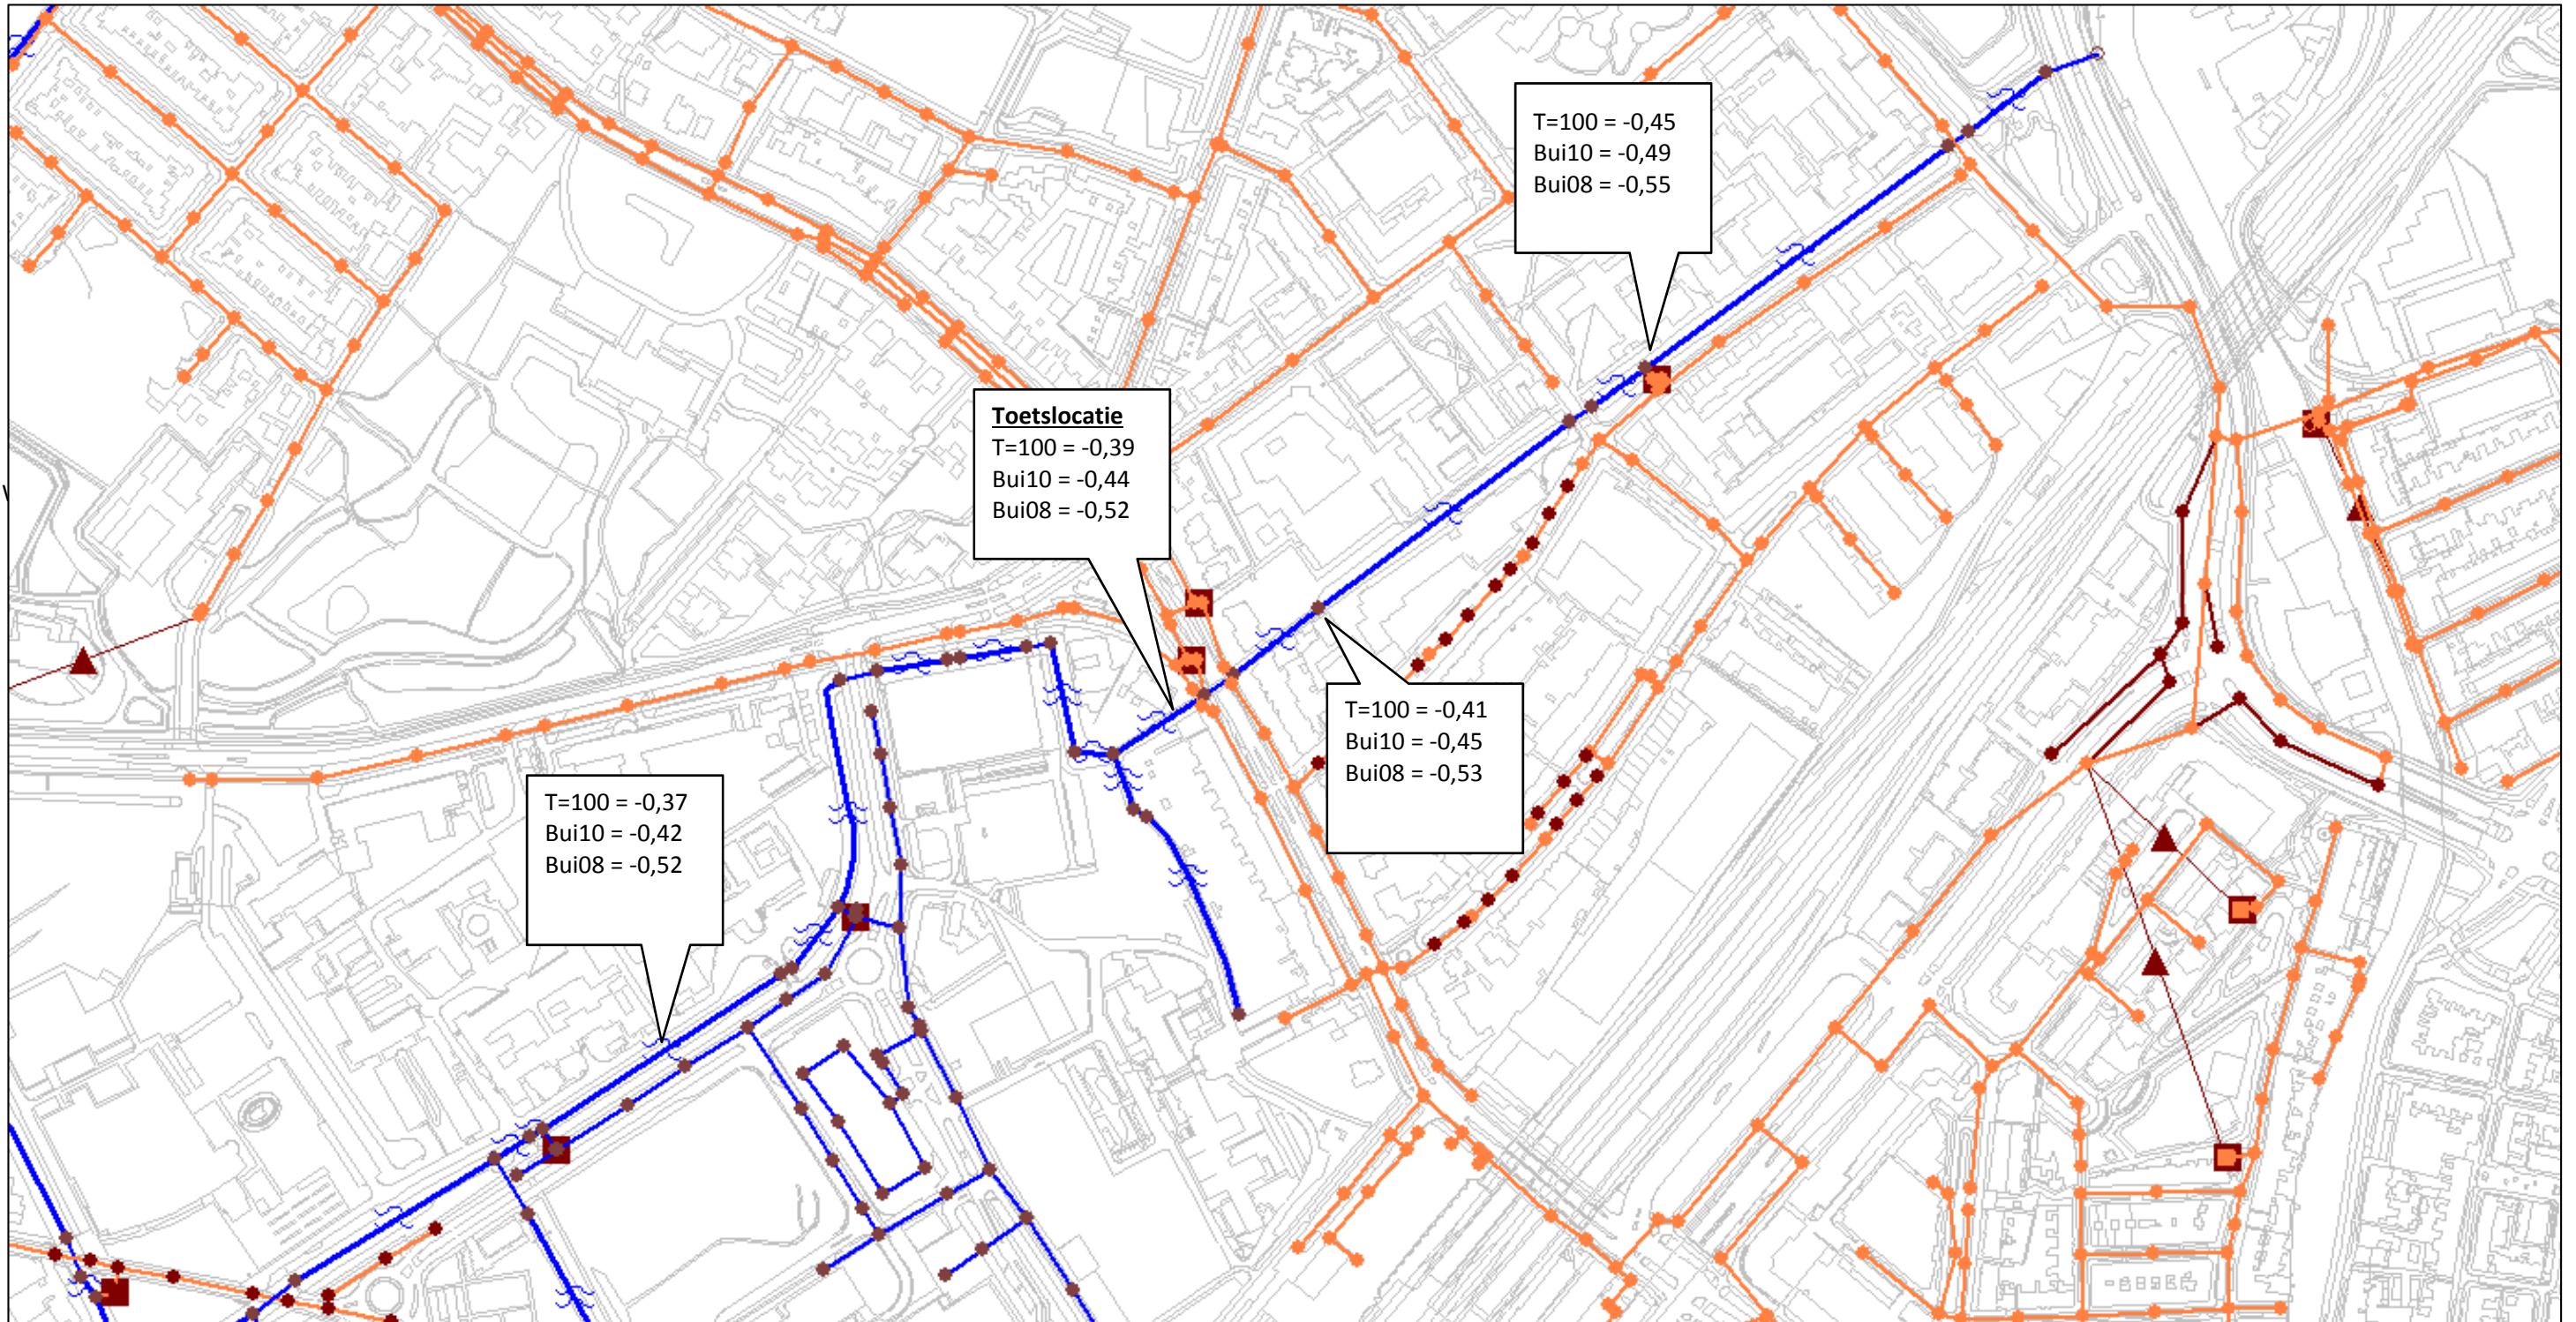 T=100 = -0,45
Bui10 = -0,49
Bui08 = -0,55
Toetslocatie
T=100 = -0,39
Bui10 = -0,44
Bui08 = -0,52
T=100 = -0,41
Bui10 = -0,45
Bui08 = -0,53
T=100 = -0,37
Bui10 = -0,42
Bui08 = -0,52